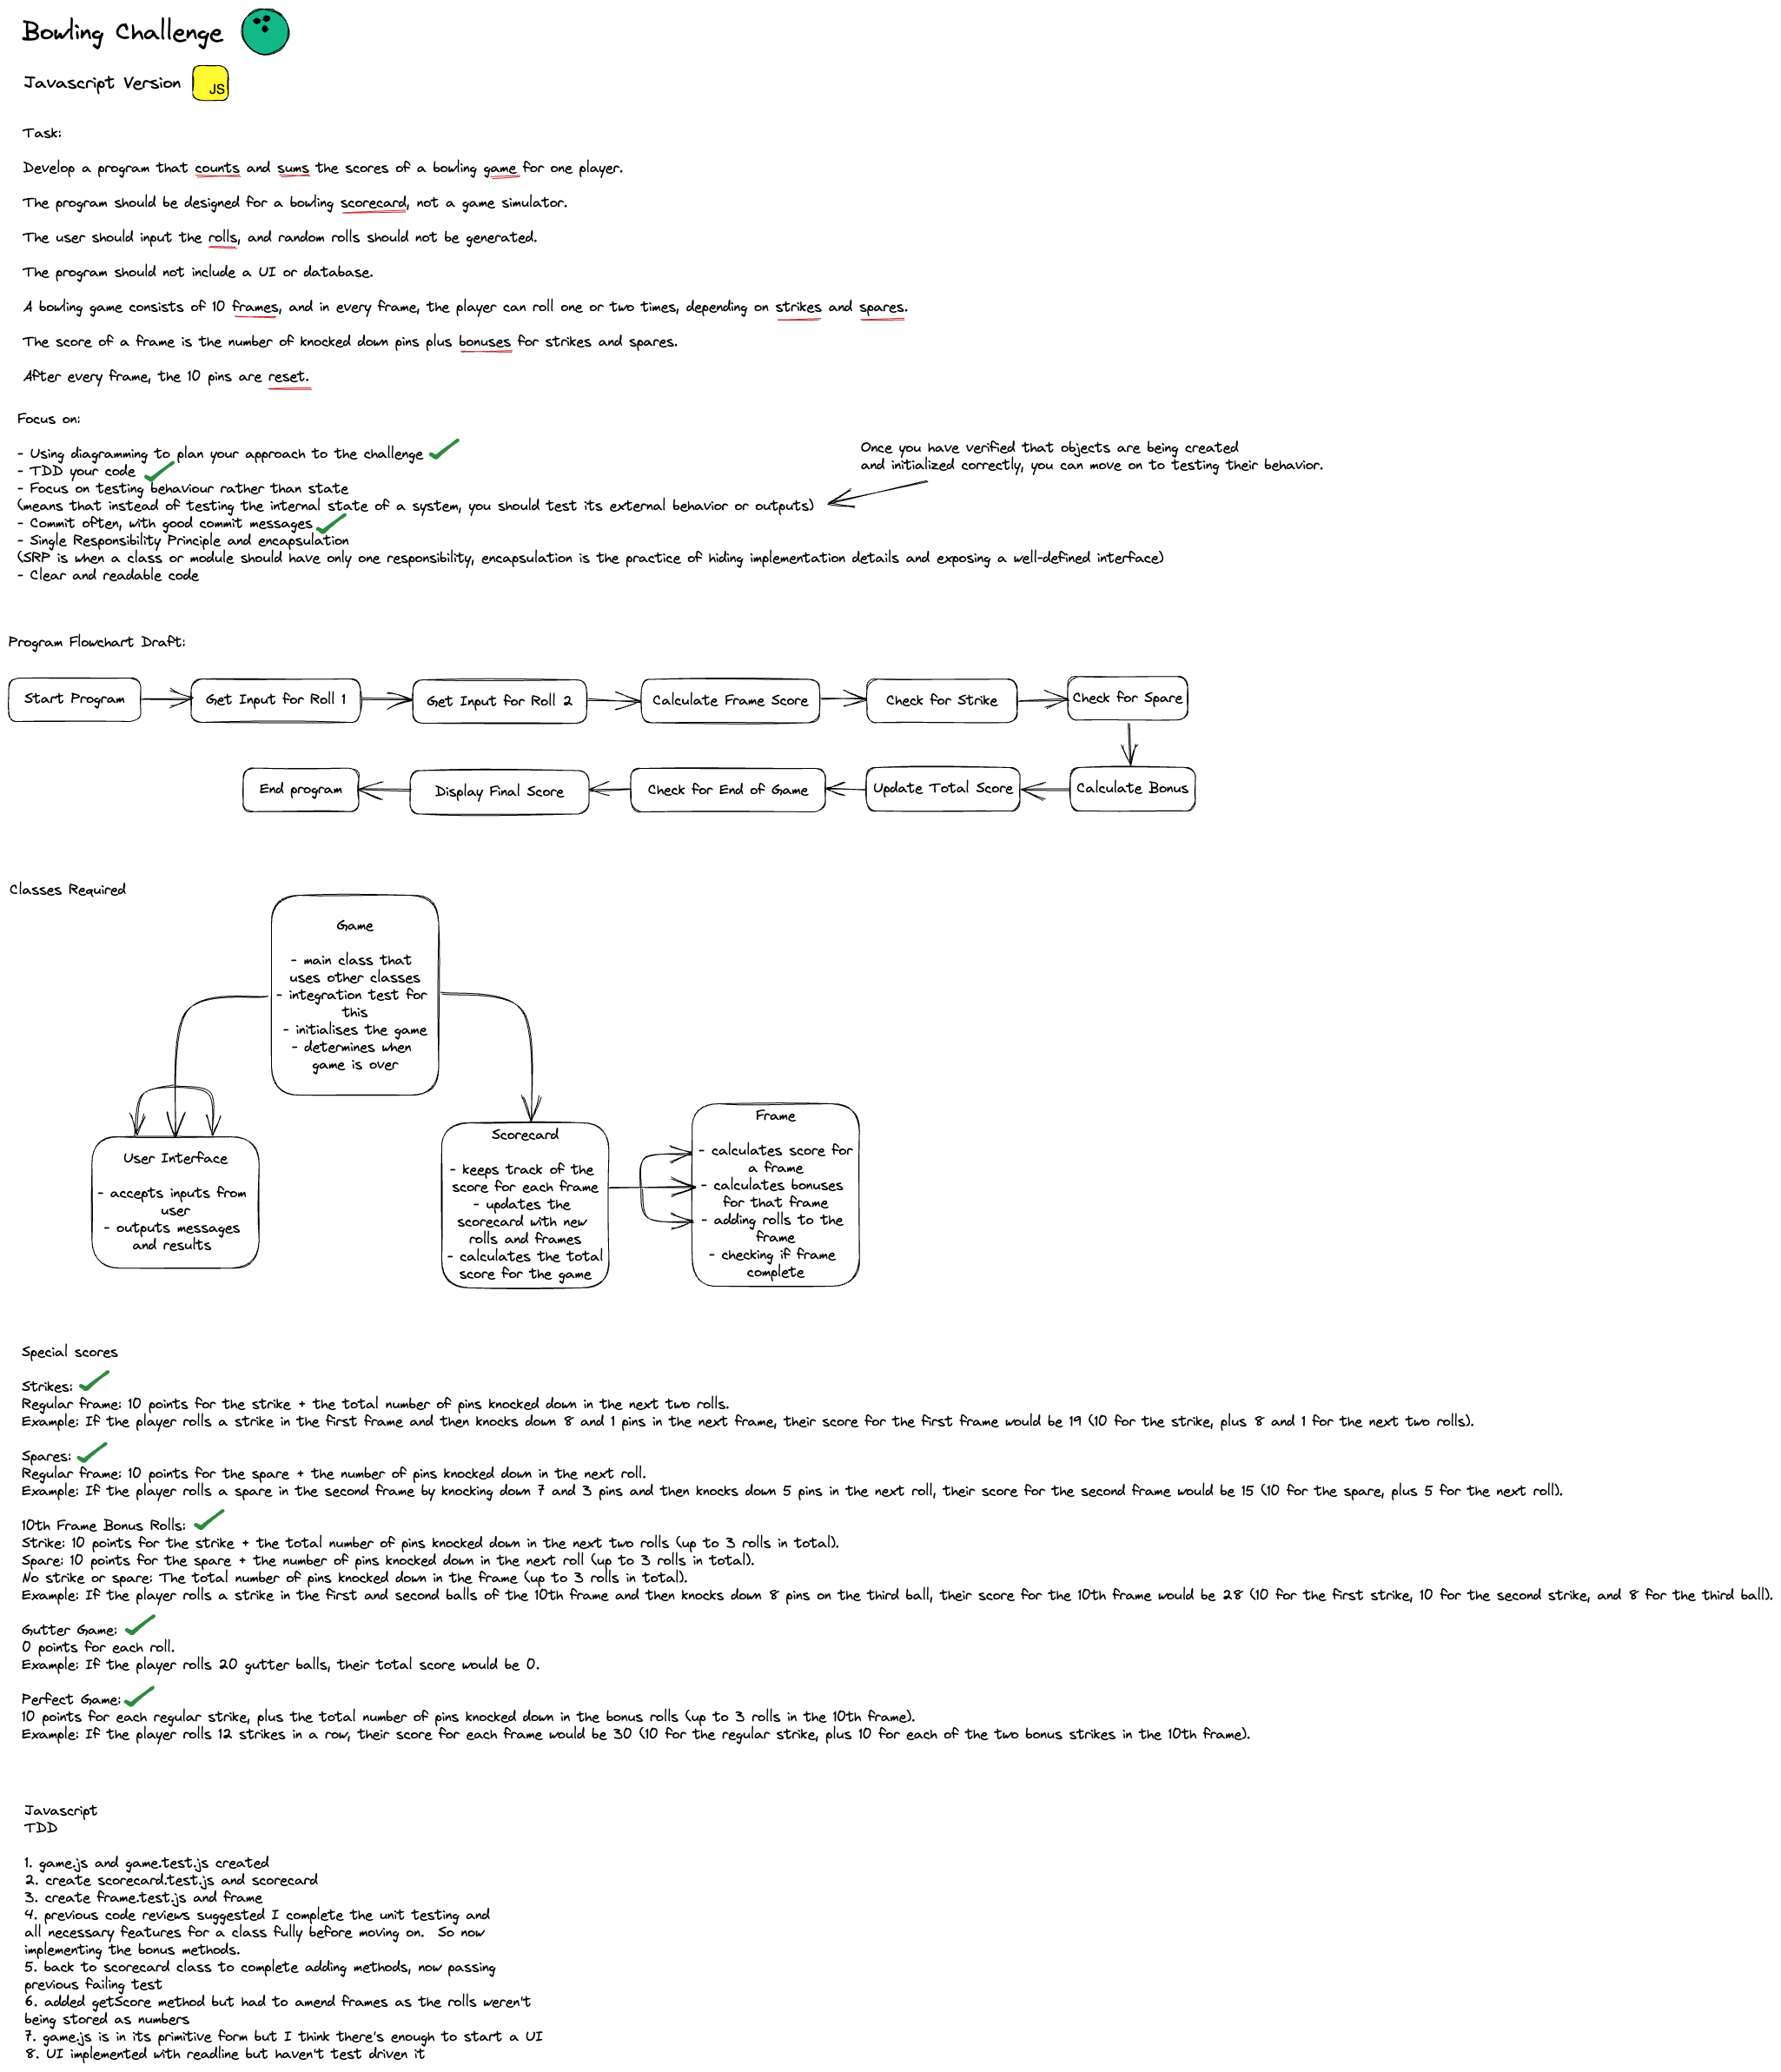 Bowling Challenge
Javascript Version
JS
Task:
Develop a program that counts and sums the scores of a bowling game for one player.
The program should be designed for a bowling scorecard, not a game simulator.
The user should input the rolls, and random rolls should not be generated.
The program should not include a UI or database.
A bowling game consists of 10 frames, and in every frame, the player can roll one or two times, depending on strikes and spares.
The score of a frame is the number of knocked down pins plus bonuses for strikes and spares.
After every frame, the 10 pins are reset.
Focus on:
- Using diagramming to plan your approach to the challenge
- TDD your code
- Focus on testing behaviour rather than state
(means that instead of testing the internal state of a system, you should test its external behavior or outputs)
- Commit often, with good commit messages
- Single Responsibility Principle and encapsulation
(SRP is when a class or module should have only one responsibility, encapsulation is the practice of hiding implementation details and exposing a well-defined interface)
- Clear and readable code
Once you have verified that objects are being created
and initialized correctly, you can move on to testing their behavior.
Program Flowchart Draft:
Start Program
Get Input for Roll 1
Get Input for Roll 2
Calculate Frame Score
Check for Strike
Check for Spare
Calculate Bonus
Update Total Score
Check for End of Game
Display Final Score
End program
Classes Required
Game
- main class that
uses other classes
- integration test for
this
- initialises the game
- determines when
game is over
User Interface
- accepts inputs from
user
- outputs messages
and results
Scorecard
- keeps track of the
score for each frame
- updates the
scorecard with new
rolls and frames
- calculates the total
score for the game
Frame
- calculates score for
a frame
- calculates bonuses
for that frame
- adding rolls to the
frame
- checking if frame
complete
Special scores
Strikes:
Regular frame: 10 points for the strike + the total number of pins knocked down in the next two rolls.
Example: If the player rolls a strike in the first frame and then knocks down 8 and 1 pins in the next frame, their score for the first frame would be 19 (10 for the strike, plus 8 and 1 for the next two rolls).
Spares:
Regular frame: 10 points for the spare + the number of pins knocked down in the next roll.
Example: If the player rolls a spare in the second frame by knocking down 7 and 3 pins and then knocks down 5 pins in the next roll, their score for the second frame would be 15 (10 for the spare, plus 5 for the next roll).
10th Frame Bonus Rolls:
Strike: 10 points for the strike + the total number of pins knocked down in the next two rolls (up to 3 rolls in total).
Spare: 10 points for the spare + the number of pins knocked down in the next roll (up to 3 rolls in total).
No strike or spare: The total number of pins knocked down in the frame (up to 3 rolls in total).
Example: If the player rolls a strike in the first and second balls of the 10th frame and then knocks down 8 pins on the third ball, their score for the 10th frame would be 28 (10 for the first strike, 10 for the second strike, and 8 for the third ball).
Gutter Game:
0 points for each roll.
Example: If the player rolls 20 gutter balls, their total score would be 0.
Perfect Game:
10 points for each regular strike, plus the total number of pins knocked down in the bonus rolls (up to 3 rolls in the 10th frame).
Example: If the player rolls 12 strikes in a row, their score for each frame would be 30 (10 for the regular strike, plus 10 for each of the two bonus strikes in the 10th frame).
Javascript
TDD
1. game.js and game.test.js created
2. create scorecard.test.js and scorecard
3. create frame.test.js and frame
4. previous code reviews suggested I complete the unit testing and
all necessary features for a class fully before moving on. So now
implementing the bonus methods.
5. back to scorecard class to complete adding methods, now passing
previous failing test
6. added getScore method but had to amend frames as the rolls weren't
being stored as numbers
7. game.js is in its primitive form but I think there's enough to start a UI
8. UI implemented with readline but haven't test driven it